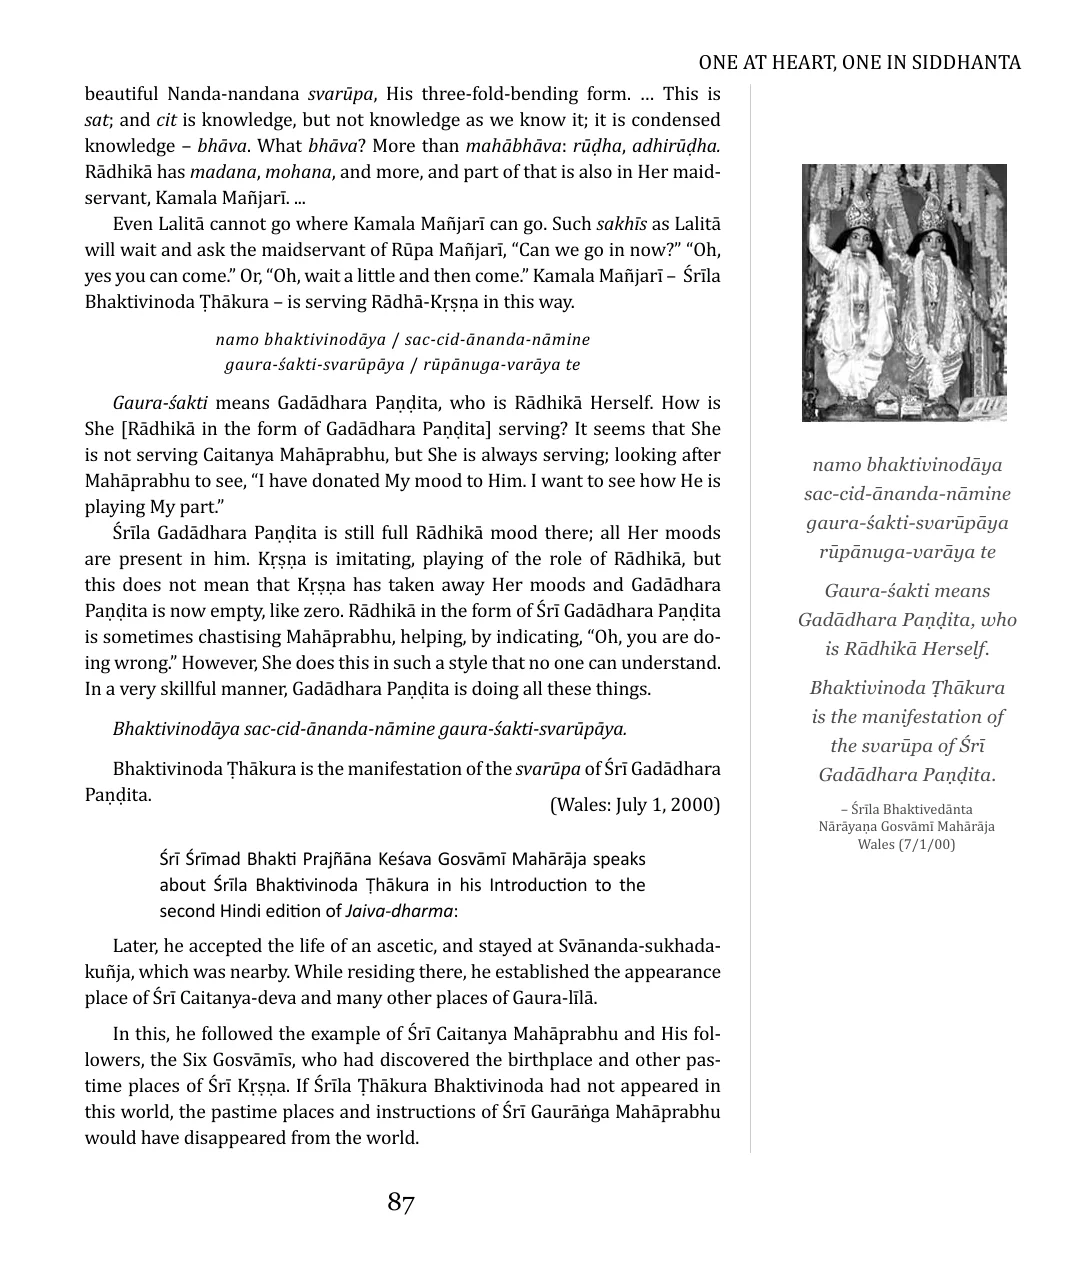 ONE AT HEART, ONE IN SIDDHANTA
beautiful Nanda-nandana svarūpa, His three-fold-bending form. … This is
sat; and cit is knowledge, but not knowledge as we know it; it is condensed
knowledge – bhāva. What bhāva? More than mahābhāva: rūḍha, adhirūḍha.
Rādhikā has madana, mohana, and more, and part of that is also in Her maid-
servant, Kamala Mañjarī. ...
Even Lalitā cannot go where Kamala Mañjarī can go. Such sakhīs as Lalitā
will wait and ask the maidservant of Rūpa Mañjarī, “Can we go in now?” “Oh,
yes you can come.” Or, “Oh, wait a little and then come.” Kamala Mañjarī – Śrīla
Bhaktivinoda Ṭhākura – is serving Rādhā-Kṛṣṇa in this way.
namo bhaktivinodāya / sac-cid-ānanda-nāmine
gaura-śakti-svarūpāya / rūpānuga-varāya te
Gaura-śakti means Gadādhara Paṇḍita, who is Rādhikā Herself. How is
She [Rādhikā in the form of Gadādhara Paṇḍita] serving? It seems that She
is not serving Caitanya Mahāprabhu, but She is always serving; looking after
Mahāprabhu to see, “I have donated My mood to Him. I want to see how He is
playing My part.”
Śrīla Gadādhara Paṇḍita is still full Rādhikā mood there; all Her moods
are present in him. Kṛṣṇa is imitating, playing of the role of Rādhikā, but
this does not mean that Kṛṣṇa has taken away Her moods and Gadādhara
Paṇḍita is now empty, like zero. Rādhikā in the form of Śrī Gadādhara Paṇḍita
is sometimes chastising Mahāprabhu, helping, by indicating, “Oh, you are do-
ing wrong.” However, She does this in such a style that no one can understand.
In a very skillful manner, Gadādhara Paṇḍita is doing all these things.
Bhaktivinodāya sac-cid-ānanda-nāmine gaura-śakti-svarūpāya.
Bhaktivinoda Ṭhākura is the manifestation of the svarūpa of Śrī Gadādhara
Paṇḍita.
(Wales: July 1, 2000)
Śrī Śrīmad Bhakti Prajñāna Keśava Gosvāmī Mahārāja speaks
about Śrīla Bhaktivinoda Ṭhākura in his Introduction to the
second Hindi edition of Jaiva-dharma:
Later, he accepted the life of an ascetic, and stayed at Svānanda-sukhada-
kuñja, which was nearby. While residing there, he established the appearance
place of Śrī Caitanya-deva and many other places of Gaura-līlā.
In this, he followed the example of Śrī Caitanya Mahāprabhu and His fol-
lowers, the Six Gosvāmīs, who had discovered the birthplace and other pas-
time places of Śrī Kṛṣṇa. If Śrīla Ṭhākura Bhaktivinoda had not appeared in
this world, the pastime places and instructions of Śrī Gaurāṅga Mahāprabhu
would have disappeared from the world.
namo bhaktivinodāya
sac-cid-ānanda-nāmine
gaura-śakti-svarūpāya
rūpānuga-varāya te
Gaura-śakti means
Gadādhara Paṇḍita, who
is Rādhikā Herself.
Bhaktivinoda Ṭhākura
is the manifestation of
the svarūpa of Śrī
Gadādhara Paṇḍita.
– Śrīla Bhaktivedānta
Nārāyaṇa Gosvāmī Mahārāja
Wales (7/1/00)
87